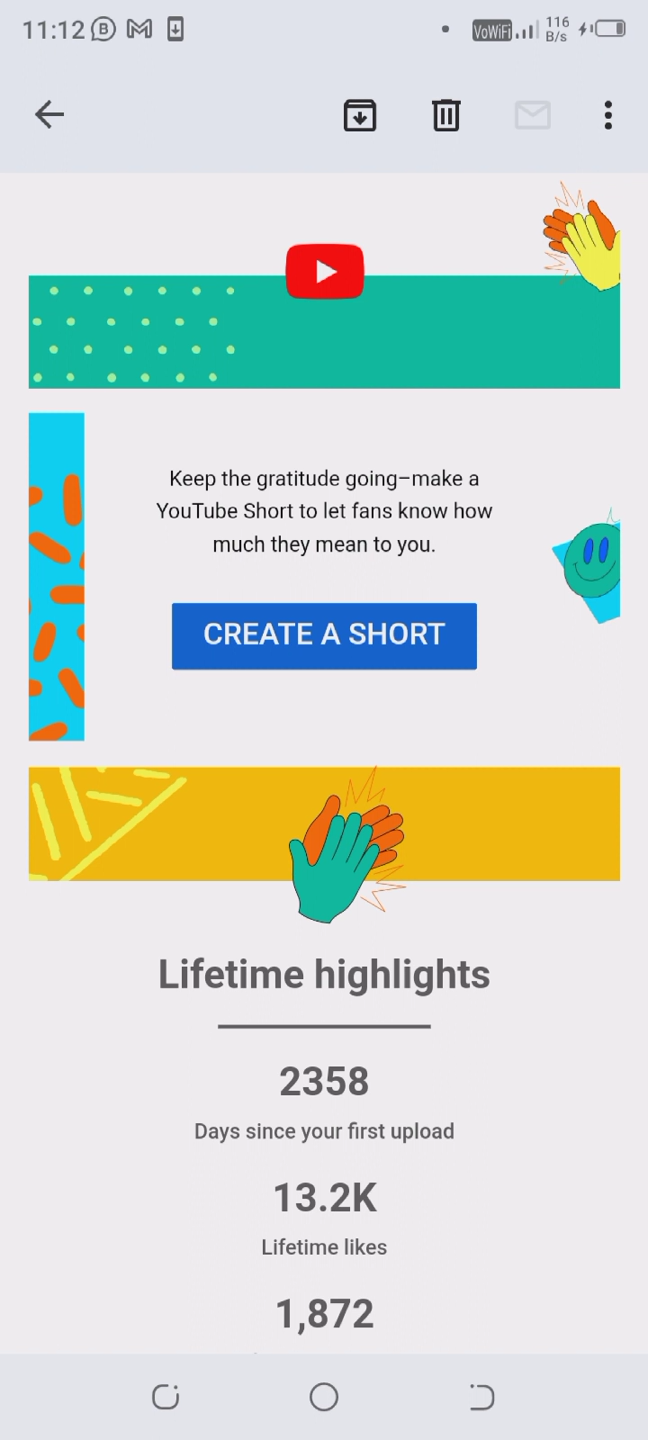 11:12
VoWiFi
116
B/s
Keep the gratitude going–make a
YouTube Short to let fans know how
much they mean to you.
CREATE A SHORT
Lifetime highlights
2358
Days since your first upload
13.2K
Lifetime likes
1,872